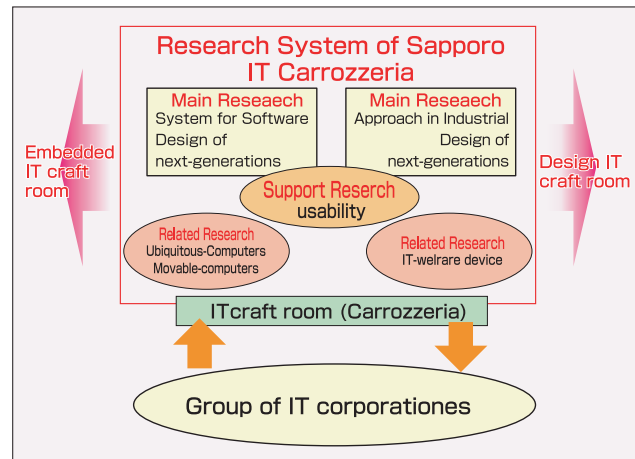 Research System of Sapporo
IT Carrozzeria
Main Reseaech
System for Software
Design of
next-generations
Main Reseaech
Approach in Industrial
Design of
next-generations
Embedded
IT craft
room
Design IT
craft room
Support Reserch
usability
Related Research
Ubiquitous-Computers
Movable-computers
Related Research
IT-welrare device
ITcraft room (Carrozzeria)
Group of IT corporationes